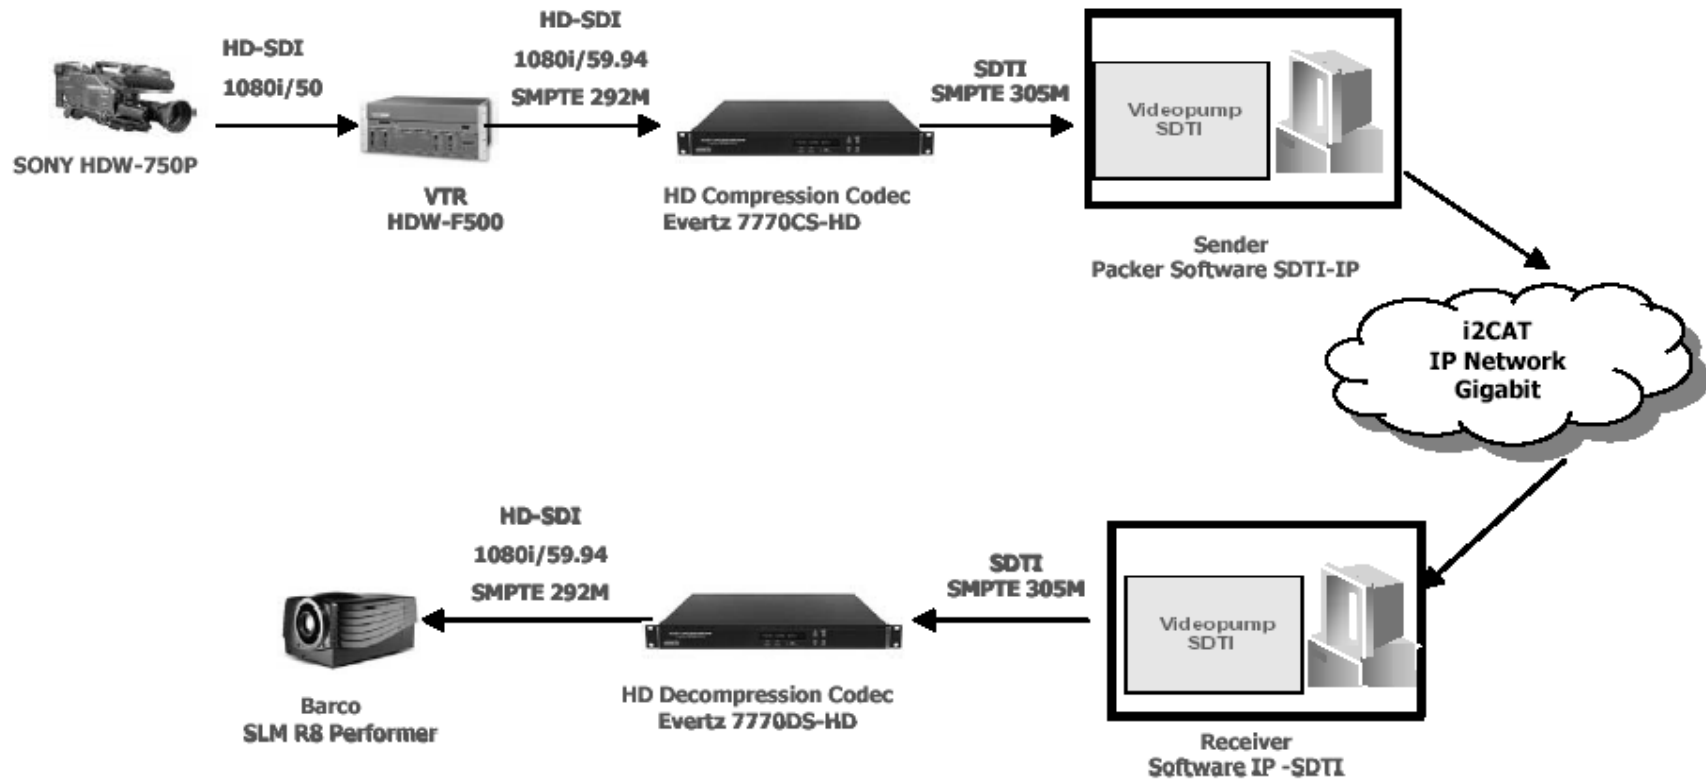 HD-SDI
1080i/50
SONY HDW-750P
HD-SDI
1080i/59.94
SMPTE 292M
VTR
HDW-F500
HD Compression Codec
Evertz 7770CS-HD
SDTI
SMPTE 305M
Videopump
SDTI
Sender
Packer Software SDTI-IP
i2CAT
IP Network
Gigabit
Videopump
SDTI
Receiver
Software IP -SDTI
SDTI
SMPTE 305M
HD Decompression Codec
Evertz 7770DS-HD
HD-SDI
1080i/59.94
SMPTE 292M
Barco
SLM R8 Performer